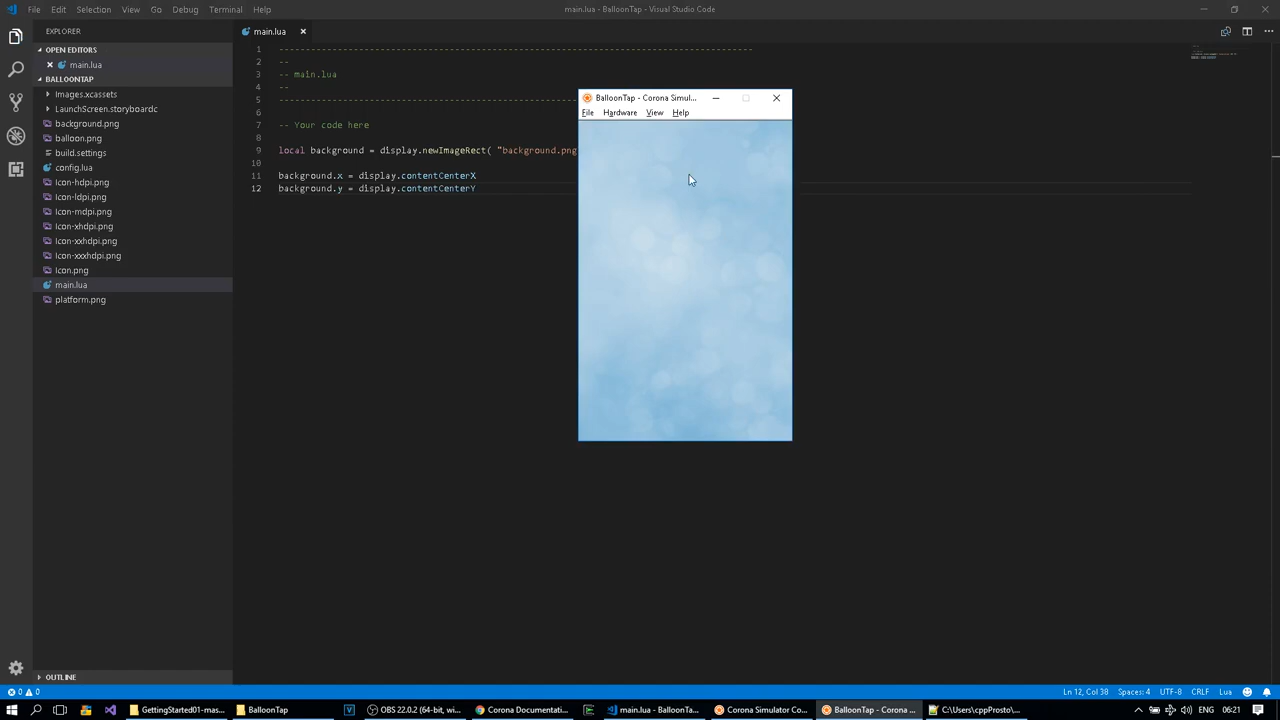 File Edit Selection View Go Debug Terminal Help
main.lua - BalloonTap - Visual Studio Code
EXPLORER
main.lua
OPEN EDITORS
main.lua
BALLOONTAP
Images.xcassets
LaunchScreen.storyboardc
background.png
balloon.png
build.settings
config.lua
Icon-hdpi.png
Icon-ldpi.png
Icon-mdpi.png
Icon-xhdpi.png
Icon-xxhdpi.png
Icon-xxxhdpi.png
Icon.png
main.lua
platform.png
OUTLINE
1
2 --
3 -- main.lua
4 --
5
6
7 -- Your code here
8
9 local background = display.newImageRect( "background.png
10
11 background.x = display.contentCenterX
12 background.y = display.contentCenterY
BalloonTap - Corona Simul...
File Hardware View Help
0 0
Ln 12, Col 38 Spaces: 4 UTF-8 CRLF Lua
GettingStarted01-mas...
BalloonTap
OBS 22.0.2 (64-bit, wi...
Corona Documentati...
main.lua - BalloonTa...
Corona Simulator Co...
BalloonTap - Corona ...
C:\Users\cppProsto\...
ENG
06:21